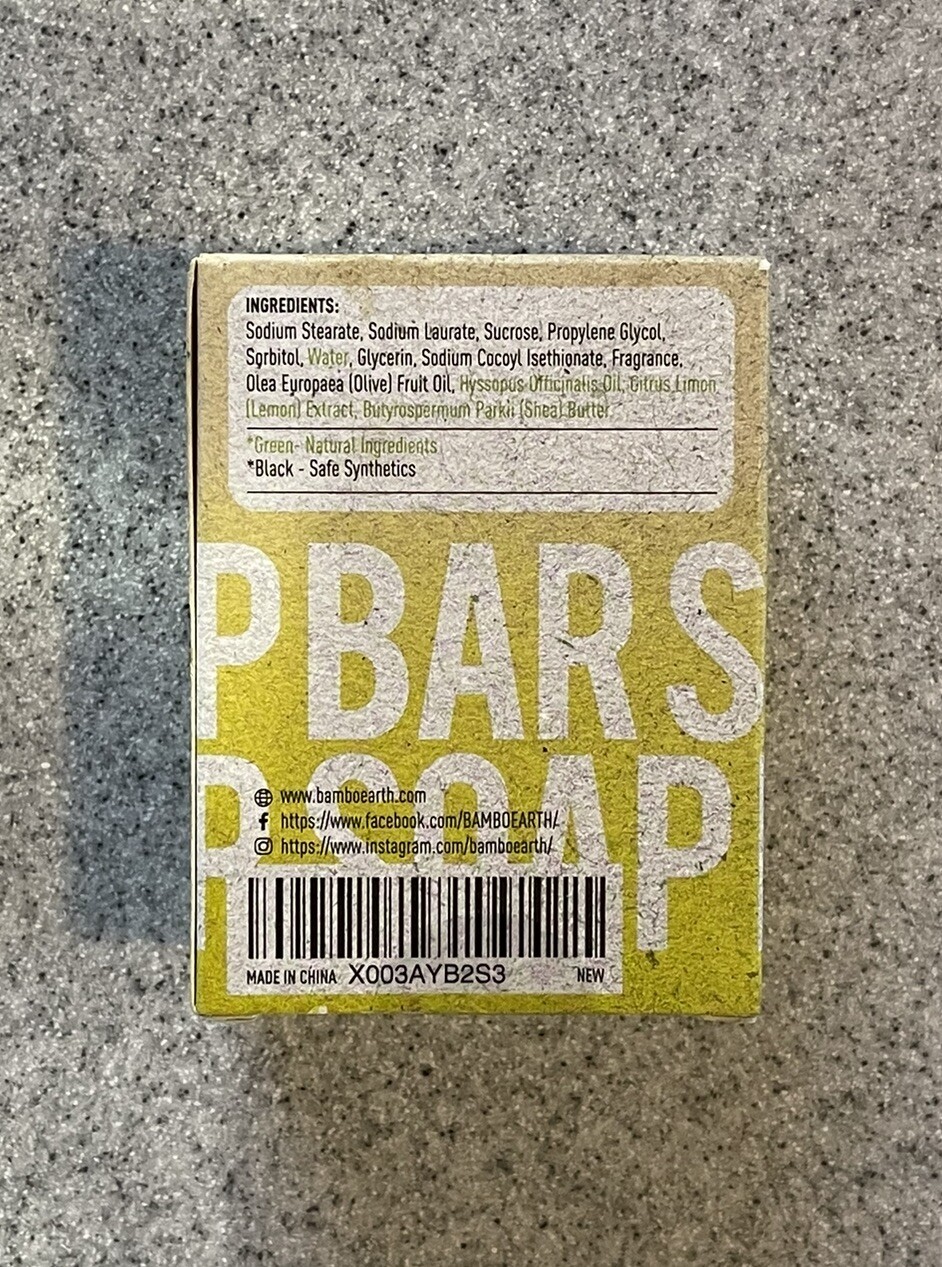 INGREDIENTS:
Sodium Stearate, Sodium Laurate, Sucrose, Propylene Glycol,
Sorbitol, Water, Glycerin, Sodium Cocoyl Isethionate, Fragrance,
Olea Europaea (Olive) Fruit Oil, Hyssopus Officinalis Oil, Citrus Limon
(Lemon) Extract, Butyrospermum Parkii (Shea) Butter
*Green- Natural Ingredients
*Black - Safe Synthetics
P BARS
P SOAP
www.bamboearth.com
https://www.facebook.com/BAMBOEARTH/
https://www.instagram.com/bamboearth/
MADE IN CHINA X003AYB2S3 NEW